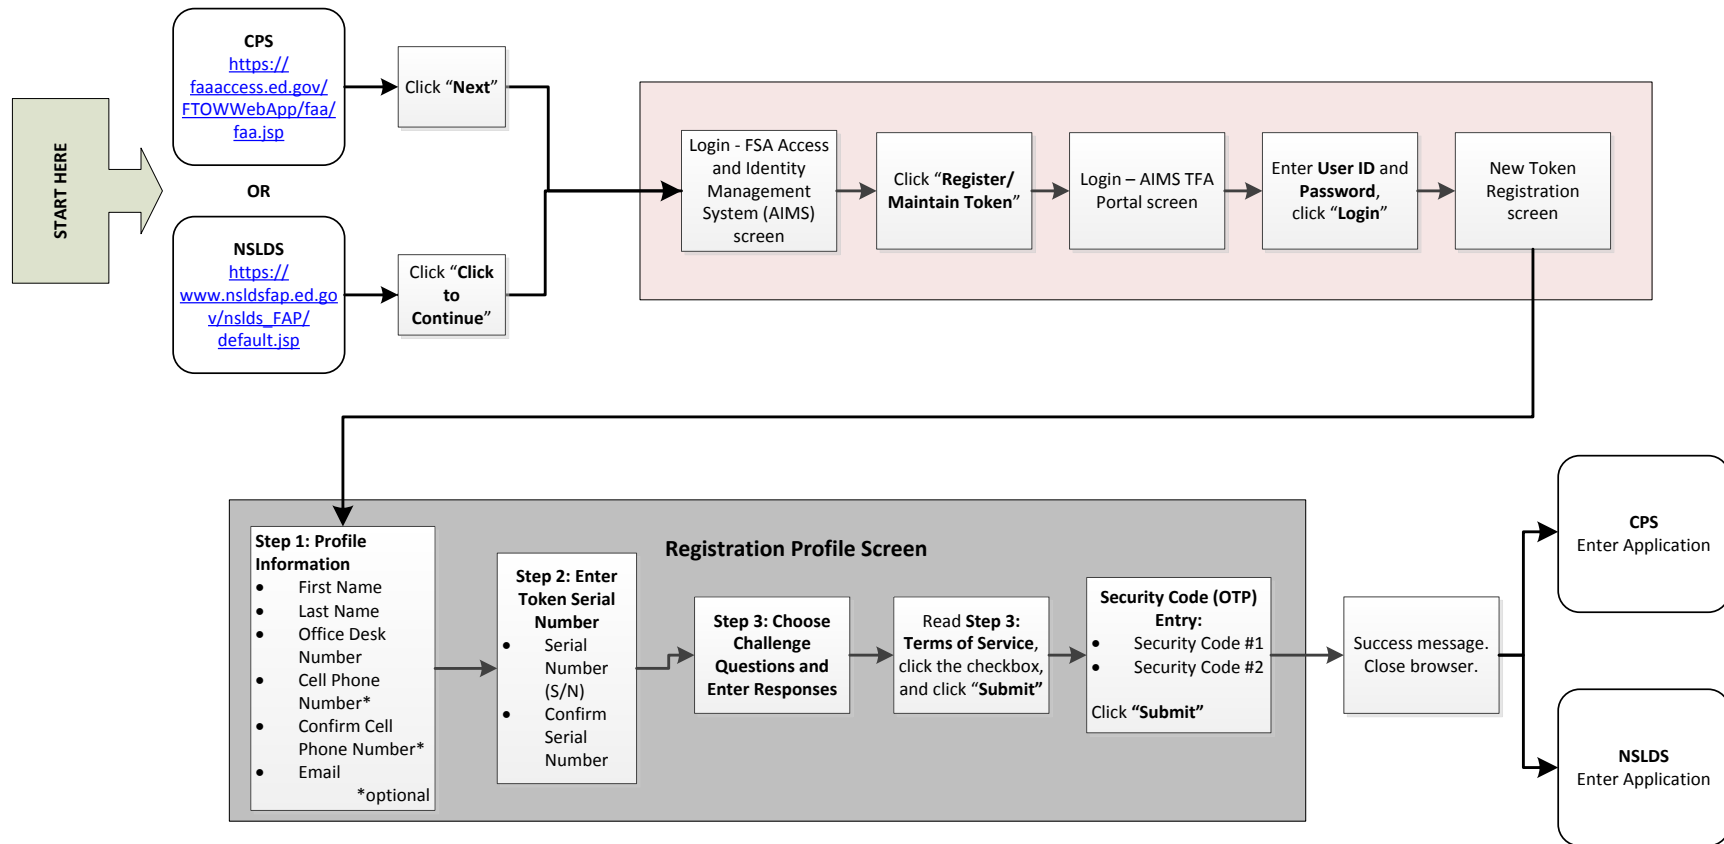 START HERE
CPS
https://
faaaccess.ed.gov/
FTOWWebApp/faa/
faa.jsp
OR
NSLDS
https://
www.nsldsfap.ed.go
v/nslds_FAP/
default.jsp
Click “Next”
Click “Click
to
Continue”
Login - FSA Access
and Identity
Management
System (AIMS)
screen
Click “Register/
Maintain Token”
Login – AIMS TFA
Portal screen
Enter User ID and
Password,
click “Login”
New Token
Registration
screen
Registration Profile Screen
Step 1: Profile
Information
• First Name
• Last Name
• Office Desk
Number
• Cell Phone
Number*
• Confirm Cell
Phone Number*
• Email
*optional
Step 2: Enter
Token Serial
Number
• Serial
Number
(S/N)
• Confirm
Serial
Number
Step 3: Choose
Challenge
Questions and
Enter Responses
Read Step 3:
Terms of Service,
click the checkbox,
and click “Submit”
Security Code (OTP)
Entry:
• Security Code #1
• Security Code #2
Click “Submit”
Success message.
Close browser.
CPS
Enter Application
NSLDS
Enter Application